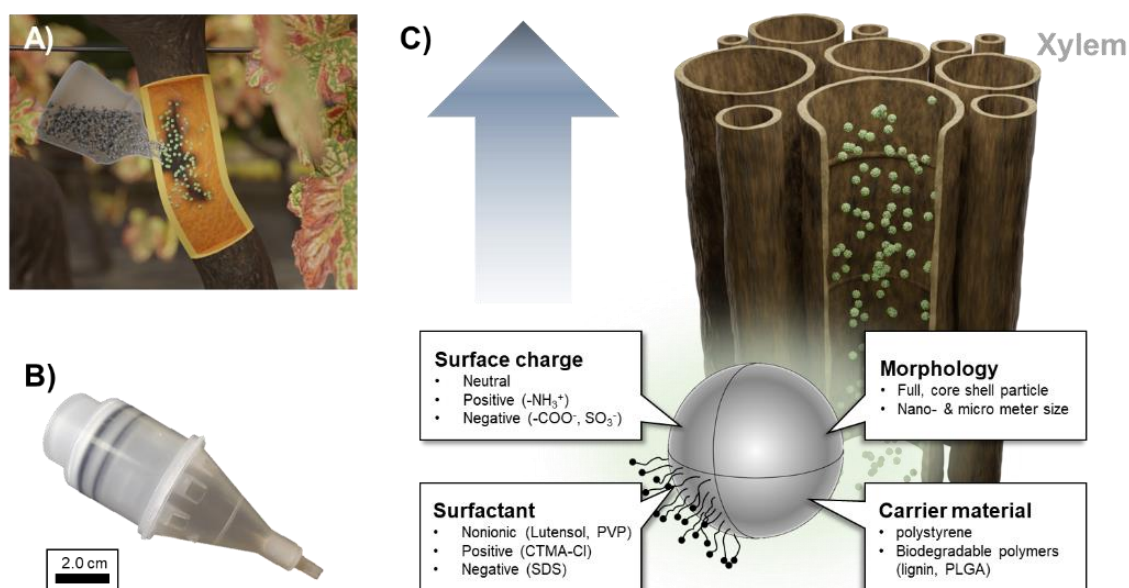 A)
C)
Xylem
Surface charge
• Neutral
• Positive (-NH₃⁺)
• Negative (-COO⁻, SO₃⁻)
Morphology
• Full, core shell particle
• Nano- & micro meter size
B)
2.0 cm
Surfactant
• Nonionic (Lutensol, PVP)
• Positive (CTMA-Cl)
• Negative (SDS)
Carrier material
• polystyrene
• Biodegradable polymers
(lignin, PLGA)